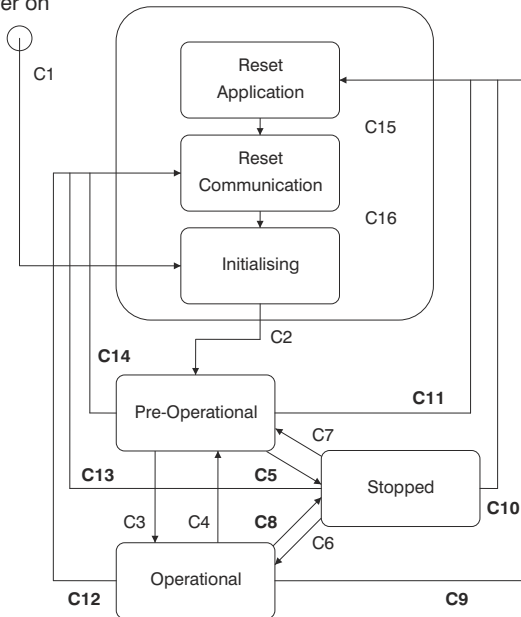 er on
C1
Reset
Application
C15
Reset
Communication
C16
Initialising
C2
C14
Pre-Operational
C11
C7
C13
C5
Stopped
C10
C3
C4
C8
C6
Operational
C12
C9